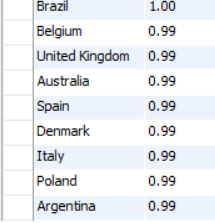 Brazil 1.00
Belgium 0.99
United Kingdom 0.99
Australia 0.99
Spain 0.99
Denmark 0.99
Italy 0.99
Poland 0.99
Argentina 0.99